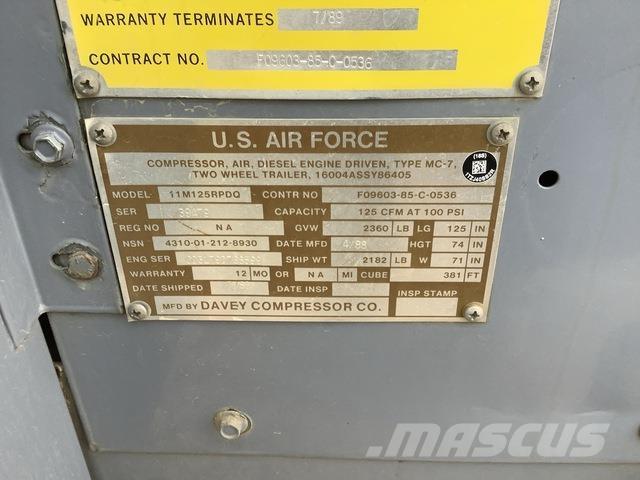 WARRANTY TERMINATES 7/89
CONTRACT NO. F09603-85-C-0536
U.S. AIR FORCE
COMPRESSOR, AIR, DIESEL ENGINE DRIVEN, TYPE MC-7,
TWO WHEEL TRAILER, 16004ASSY86405
(18S)
MODEL 11M125RPDQ CONTR NO F09603-85-C-0536
SER CAPACITY 125 CFM AT 100 PSI
REG NO NA GVW 2360 LB LG 125 IN
NSN 4310-01-212-8930 DATE MFD 4/88 HGT 74 IN
ENG SER SHIP WT 2182 LB W 71 IN
WARRANTY 12 MO OR NA MI CUBE 381 FT
DATE SHIPPED DATE INSP INSP STAMP
MFD BY DAVEY COMPRESSOR CO.
MASCUS